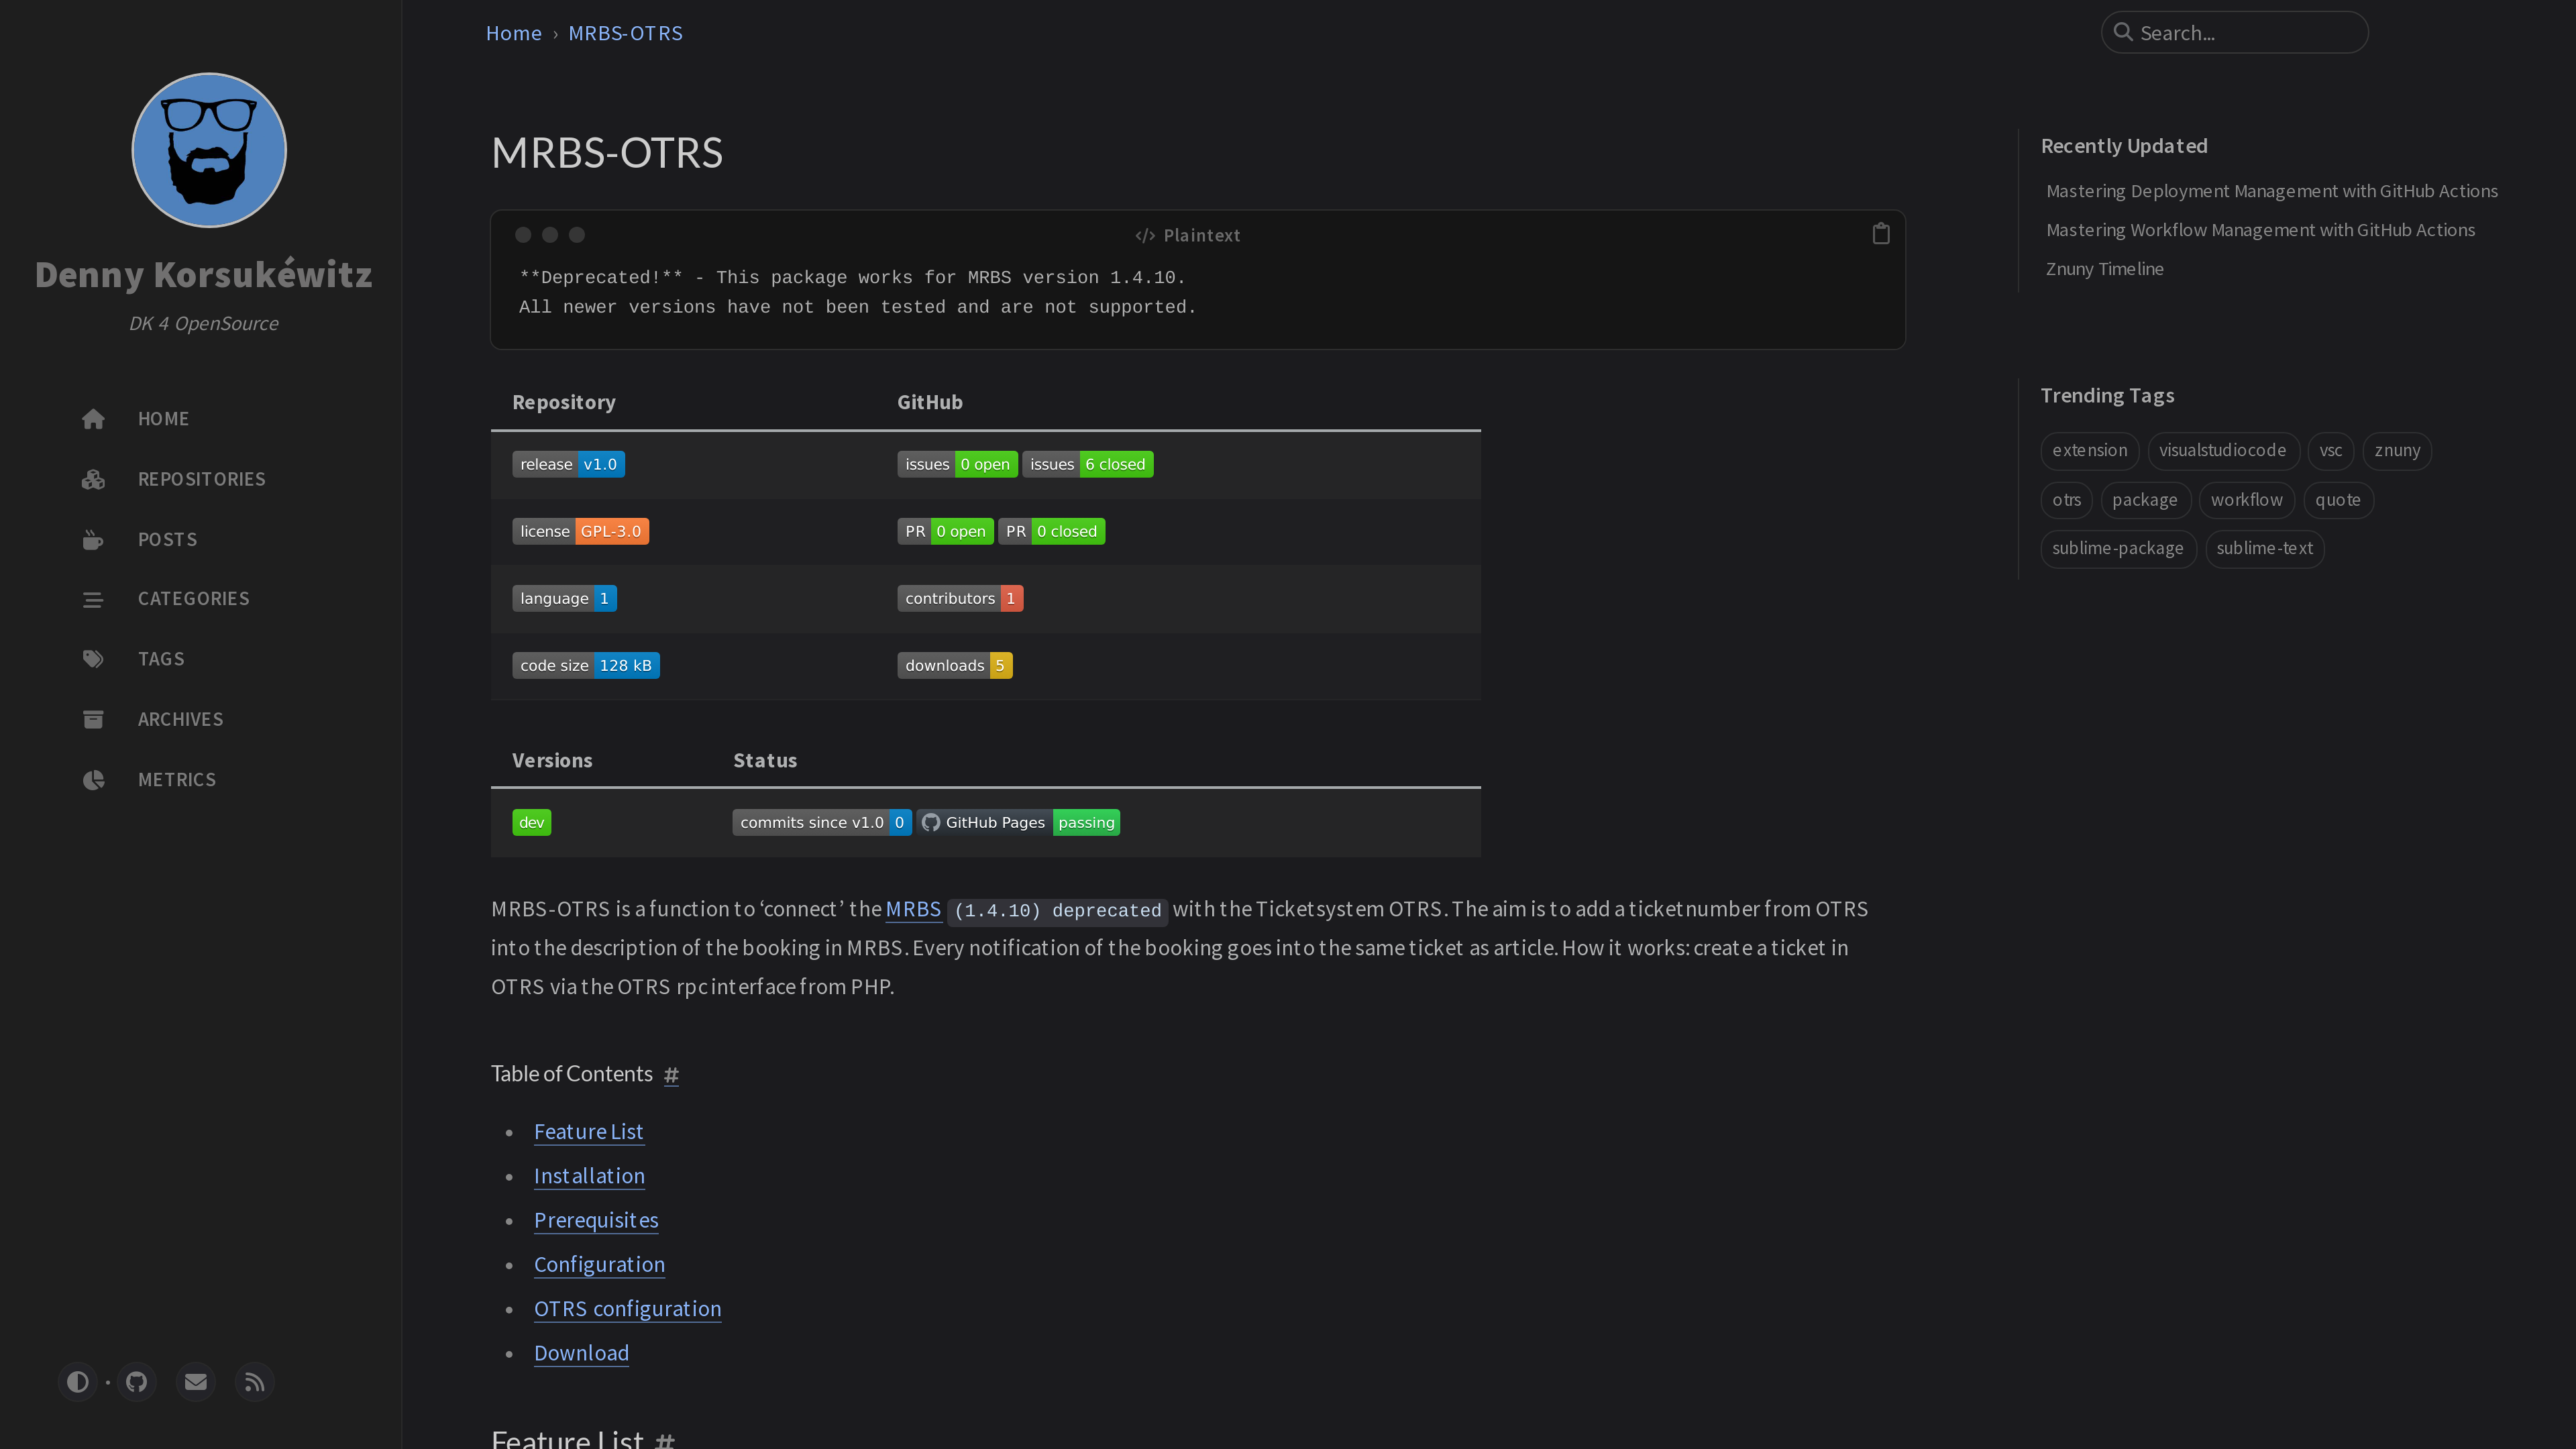 Denny Korsukéwitz
DK 4 OpenSource
HOME
REPOSITORIES
POSTS
CATEGORIES
TAGS
ARCHIVES
METRICS
Home › MRBS-OTRS
Search...
MRBS-OTRS
Plaintext
**Deprecated!** - This package works for MRBS version 1.4.10.
All newer versions have not been tested and are not supported.
Repository GitHub
release v1.0 issues 0 open issues 6 closed
license GPL-3.0 PR 0 open PR 0 closed
language 1 contributors 1
code size 128 kB downloads 5
Versions Status
dev commits since v1.0 0 GitHub Pages passing
MRBS-OTRS is a function to ‘connect’ the MRBS (1.4.10) deprecated with the Ticketsystem OTRS. The aim is to add a ticketnumber from OTRS
into the description of the booking in MRBS. Every notification of the booking goes into the same ticket as article. How it works: create a ticket in
OTRS via the OTRS rpc interface from PHP.
Table of Contents #
Feature List
Installation
Prerequisites
Configuration
OTRS configuration
Download
Feature List #
Recently Updated
Mastering Deployment Management with GitHub Actions
Mastering Workflow Management with GitHub Actions
Znuny Timeline
Trending Tags
extension visualstudiocode vsc znuny
otrs package workflow quote
sublime-package sublime-text